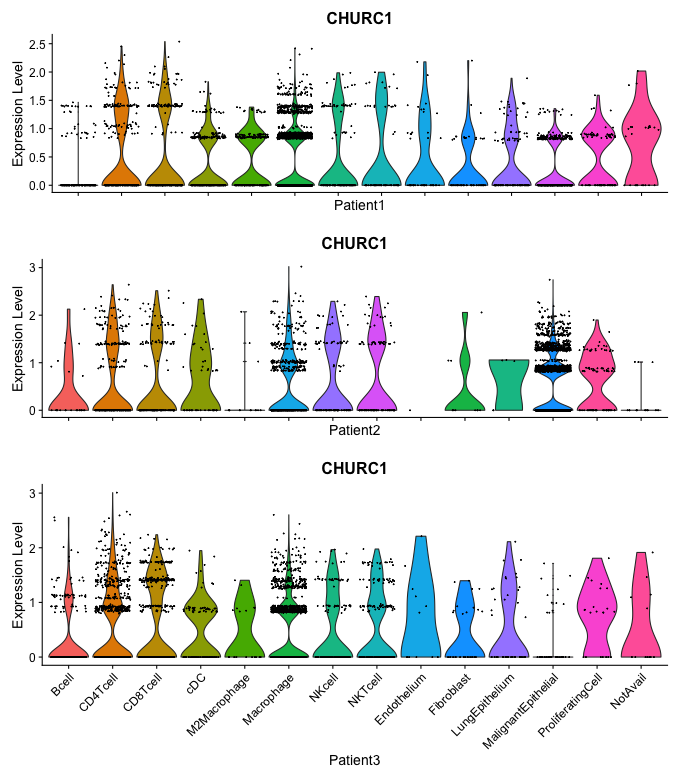 CHURC1
Expression Level
2.5
2.0
1.5
1.0
0.5
0.0
Patient1
CHURC1
Expression Level
3
2
1
0
Patient2
CHURC1
Expression Level
3
2
1
0
Bcell
CD4Tcell
CD8Tcell
cDC
M2Macrophage
Macrophage
NKcell
NKTcell
Endothelium
Fibroblast
LungEpithelium
MalignantEpithelial
ProliferatingCell
NotAvail
Patient3